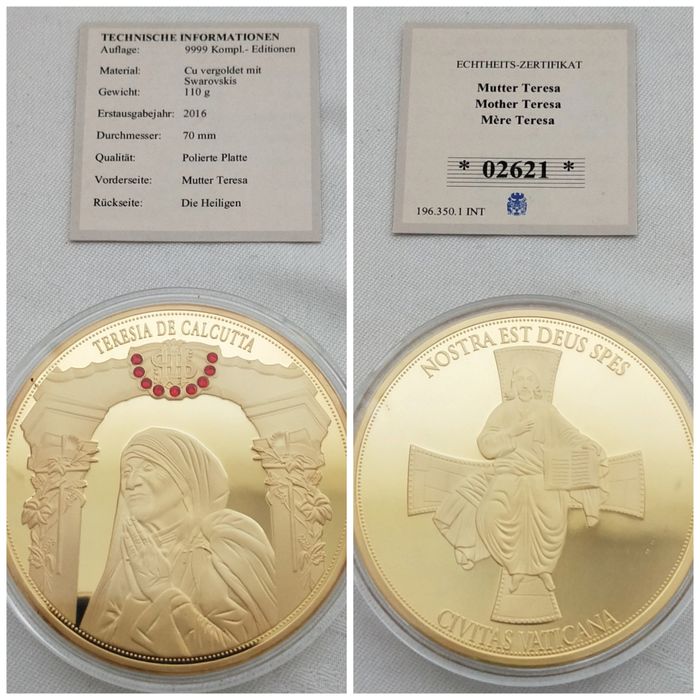 TECHNISCHE INFORMATIONEN
Auflage: 9999 Kompl.- Editionen
Material: Cu vergoldet mit
Swarovskis
Gewicht: 110 g
Erstausgabejahr: 2016
Durchmesser: 70 mm
Qualität: Polierte Platte
Vorderseite: Mutter Teresa
Rückseite: Die Heiligen
TERESIA DE CALCUTTA
ECHTHEITS-ZERTIFIKAT
Mutter Teresa
Mother Teresa
Mère Teresa
* 02621 *
196.350.1 INT
NOSTRA EST DEUS SPES
CIVITAS VATICANA